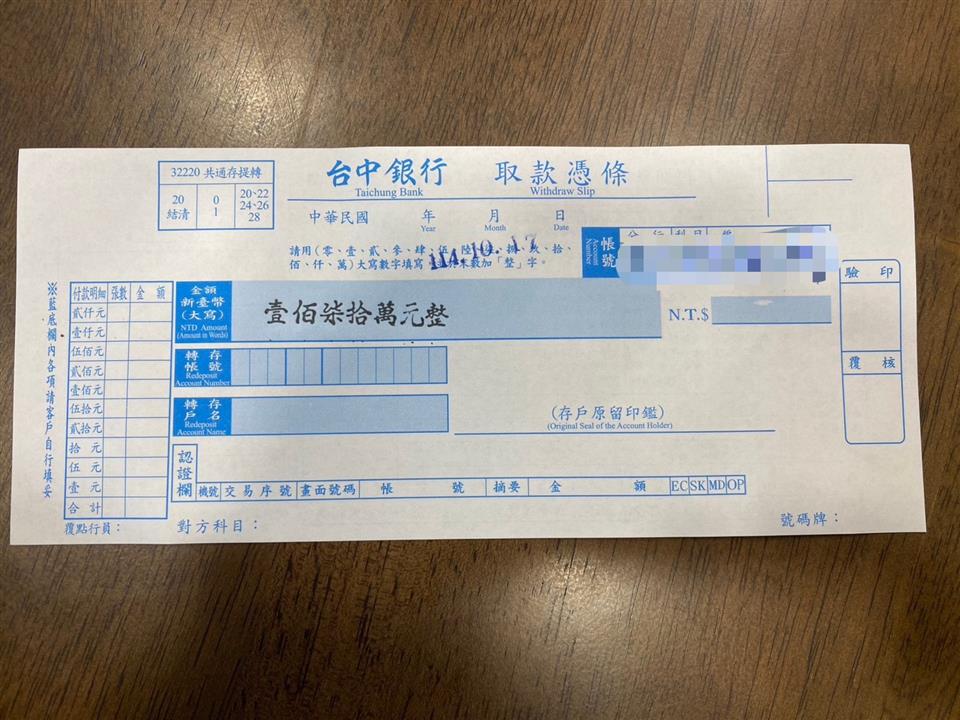 32220 共通存提轉
20 結清
0 1
20~22 24~26 28
台中銀行 取款憑條
Taichung Bank Withdraw Slip
中華民國 年 月 日
Year Month Date
114.10.17
請用(零、壹、貳、參、肆、伍、陸、捌、玖、拾、
佰、仟、萬)大寫數字填寫 末數加「整」字。
帳號
Account Number
驗印
覆核
※藍底欄內各項請客戶自行填妥
付款明細 張數 金額
貳仟元
壹仟元
伍佰元
貳佰元
壹佰元
伍拾元
貳拾元
拾元
伍元
壹元
合計
覆點行員：
金額
新臺幣
(大寫)
NTD Amount
(Amount in Words)
壹佰柒拾萬元整
N.T.$
轉存
帳號
Redeposit
Account Number
轉存
戶名
Redeposit
Account Name
(存戶原留印鑑)
(Original Seal of the Account Holder)
認證欄
機號 交易序號 畫面號碼 帳號 摘要 金額 EC SK MD OP
對方科目：
號碼牌：